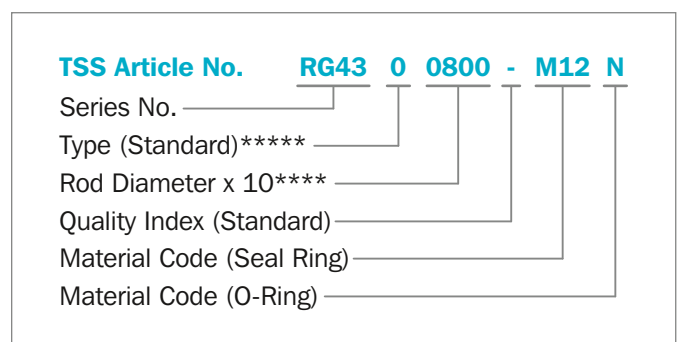 TSS Article No. RG43 0 0800 - M12 N
Series No.
Type (Standard)*****
Rod Diameter x 10****
Quality Index (Standard)
Material Code (Seal Ring)
Material Code (O-Ring)